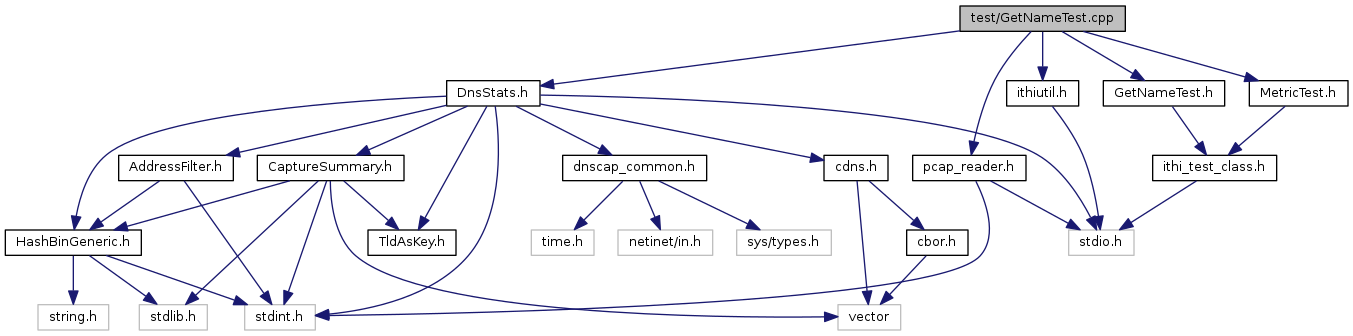 test/GetNameTest.cpp
DnsStats.h
ithiutil.h
GetNameTest.h
MetricTest.h
AddressFilter.h
CaptureSummary.h
dnscap_common.h
cdns.h
pcap_reader.h
ithi_test_class.h
HashBinGeneric.h
TldAsKey.h
time.h
netinet/in.h
sys/types.h
cbor.h
stdio.h
string.h
stdlib.h
stdint.h
vector